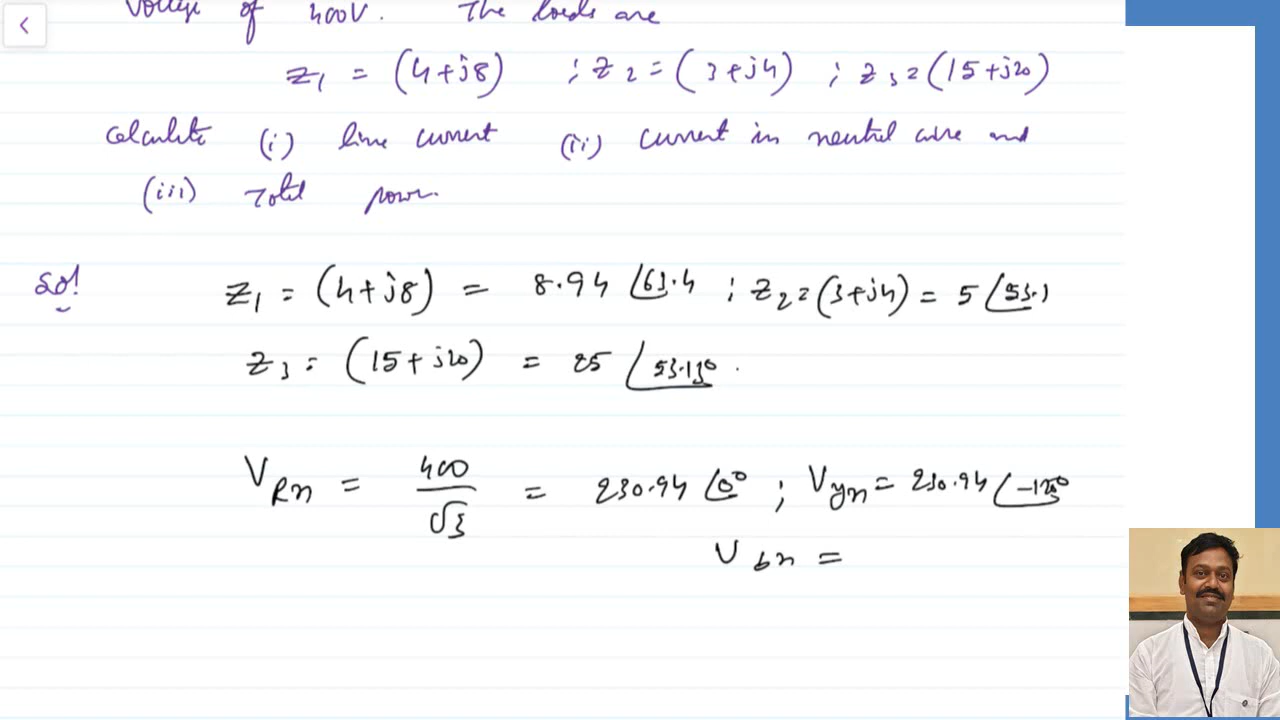 Voltage of 400V. The loads are
Z1 = (4+j8) ; Z2 = (3+j4) ; Z3 = (15+j20)
Calculate (i) line current (ii) current in neutral wire and
(iii) Total power.
Sol
Z1 = (4+j8) = 8.94 ∠63.4 ; Z2 = (3+j4) = 5 ∠53.1
Z3 = (15+j20) = 25 ∠53.13° .
VRn = 400/√3 = 230.94 ∠0° ; Vyn = 230.94 ∠-120°
Vbn =